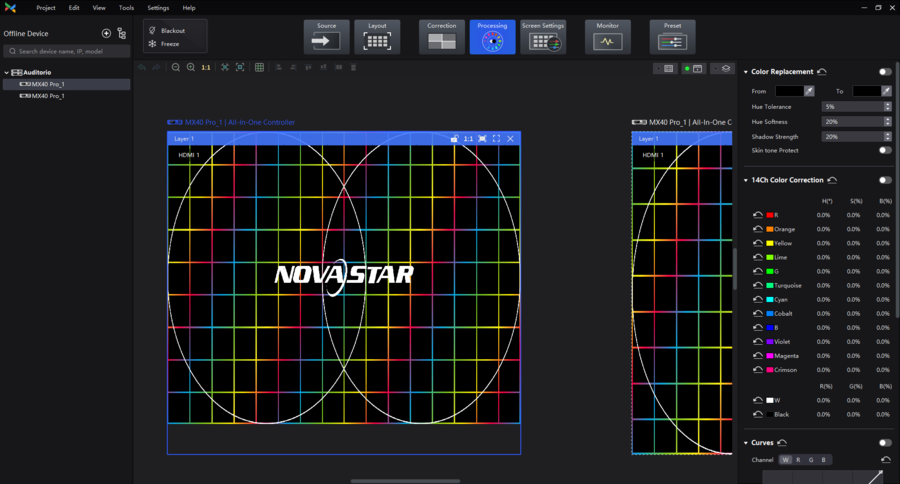 Project Edit View Tools Settings Help
Offline Device
Search device name, IP, model
Auditorio
MX40 Pro_1
MX40 Pro_1
Blackout
Freeze
Source
Layout
Correction
Processing
Screen Settings
Monitor
Preset
1:1
MX40 Pro_1 | All-In-One Controller
Layer 1
1:1
HDMI 1
NOVASTAR
MX40 Pro_1 | All-In-One C
Layer 1
HDMI 1
Color Replacement
From To
Hue Tolerance 5%
Hue Softness 20%
Shadow Strength 20%
Skin tone Protect
14Ch Color Correction
H(°) S(%) B(%)
R 0.0% 0.0% 0.0%
Orange 0.0% 0.0% 0.0%
Yellow 0.0% 0.0% 0.0%
Lime 0.0% 0.0% 0.0%
G 0.0% 0.0% 0.0%
Turquoise 0.0% 0.0% 0.0%
Cyan 0.0% 0.0% 0.0%
Cobalt 0.0% 0.0% 0.0%
B 0.0% 0.0% 0.0%
Violet 0.0% 0.0% 0.0%
Magenta 0.0% 0.0% 0.0%
Crimson 0.0% 0.0% 0.0%
R(%) G(%) B(%)
W 0.0% 0.0% 0.0%
Black 0.0% 0.0% 0.0%
Curves
Channel W R G B